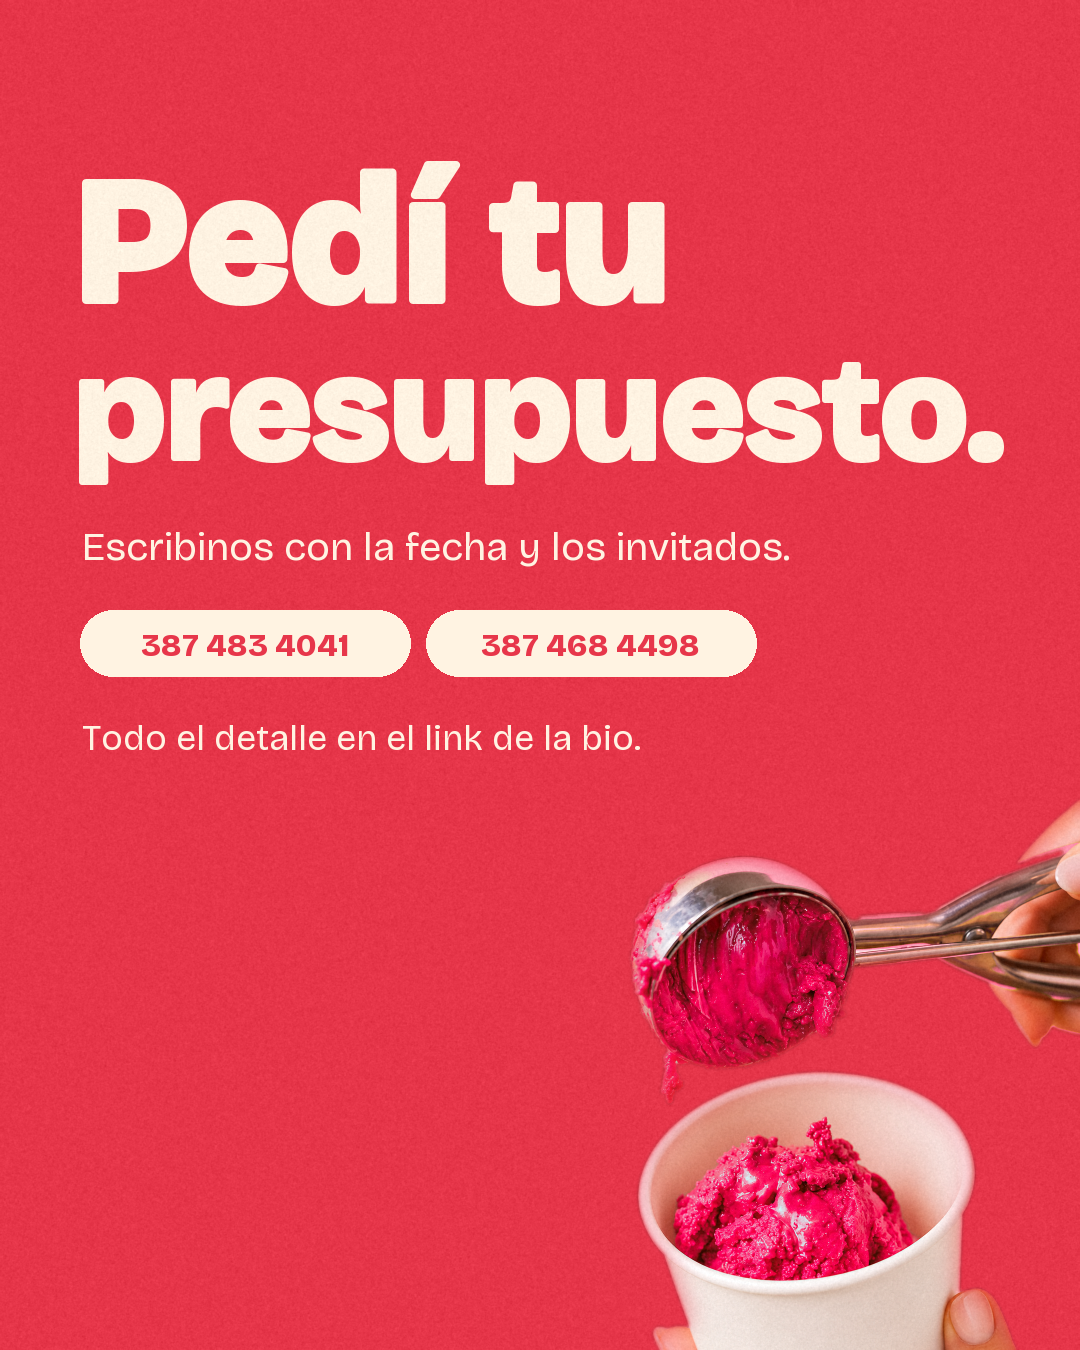 Pedí tu
presupuesto.
Escribinos con la fecha y los invitados.
387 483 4041
387 468 4498
Todo el detalle en el link de la bio.